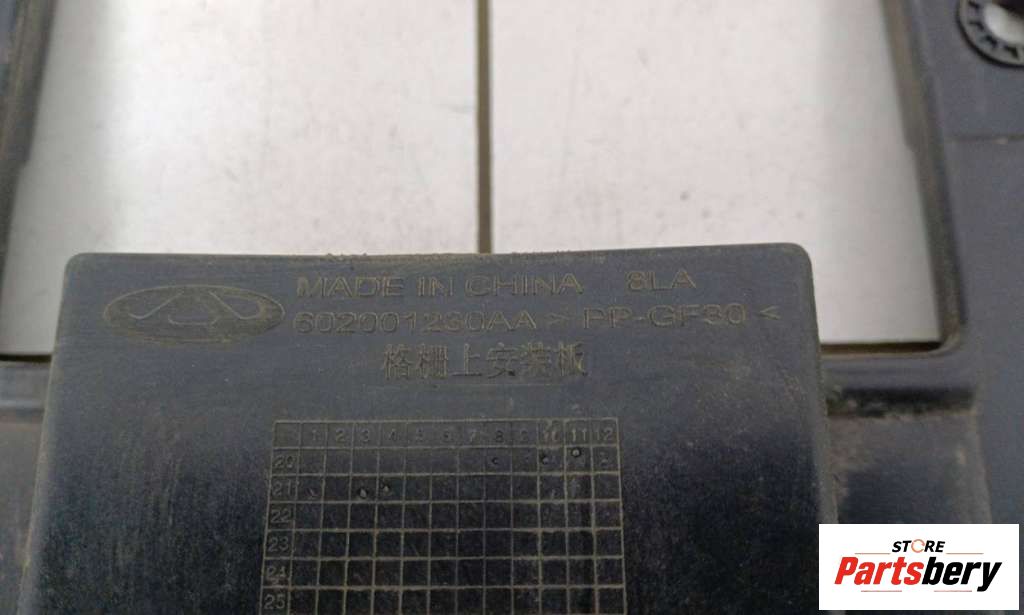 MADE IN CHINA 8LA
602001230AA >PP-GF30<
格栅上安装板
1 2 3 4 5 6 7 8 9 10 11 12
20
21
22
23
24
25
STORE
Partsbery